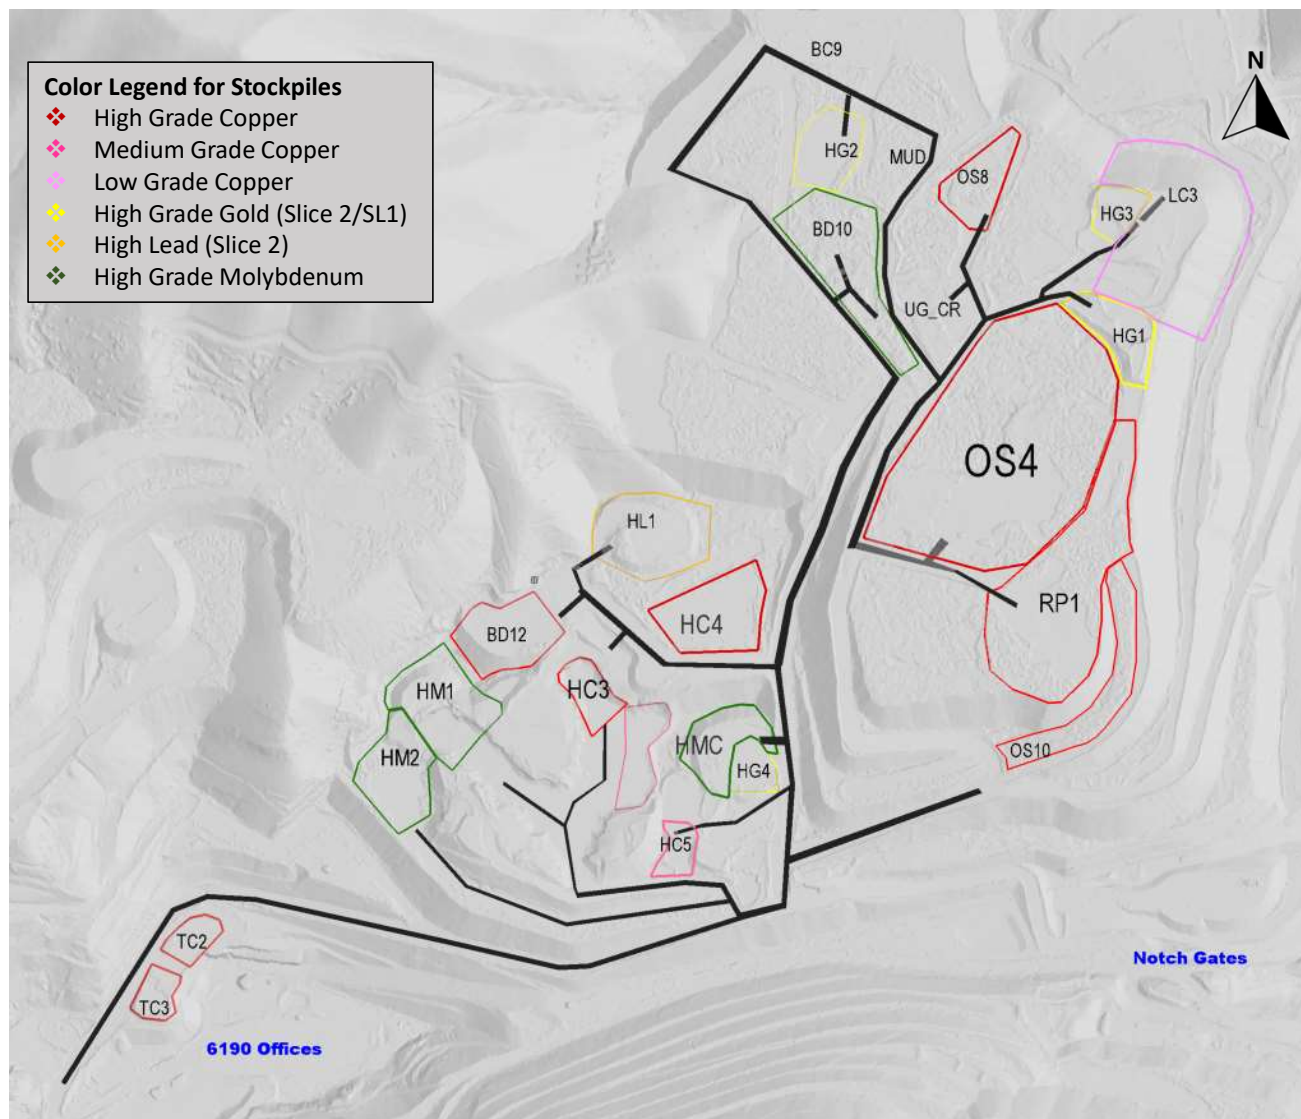 Color Legend for Stockpiles
High Grade Copper
Medium Grade Copper
Low Grade Copper
High Grade Gold (Slice 2/SL1)
High Lead (Slice 2)
High Grade Molybdenum
N
BC9
HG2
MUD
OS8
BD10
HG3
LC3
UG_CR
HG1
OS4
HL1
RP1
HC4
BD12
HM1
HC3
HMC
HM2
HG4
OS10
HC5
TC2
TC3
Notch Gates
6190 Offices